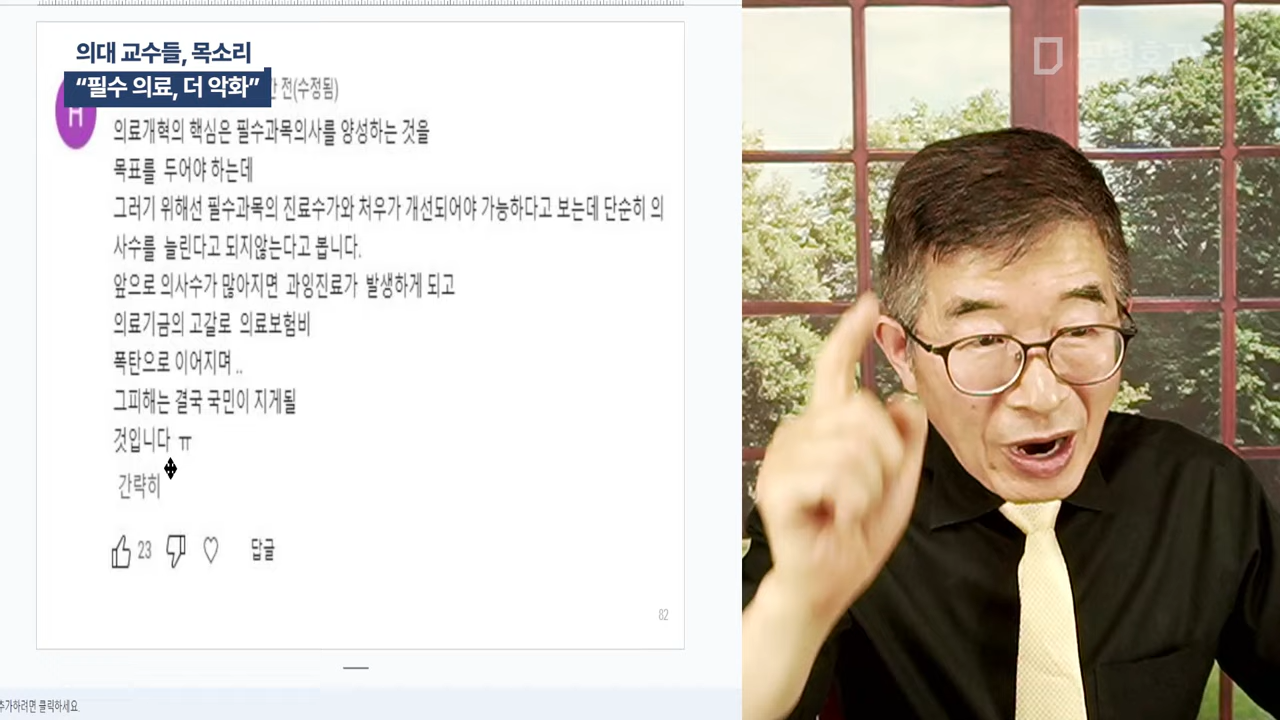 의대 교수들, 목소리
“필수 의료, 더 악화”
전(수정됨)
H
의료개혁의 핵심은 필수과목의사를 양성하는 것을
목표를 두어야 하는데
그러기 위해선 필수과목의 진료수가와 처우가 개선되어야 가능하다고 보는데 단순히 의
사수를 늘린다고 되지않는다고 봅니다.
앞으로 의사수가 많아지면 과잉진료가 발생하게 되고
의료기금의 고갈로 의료보험비
폭탄으로 이어지며 ..
그피해는 결국 국민이 지게될
것입니다 ㅠ
간략히
23
답글
82
추가하려면 클릭하세요
공병호TV